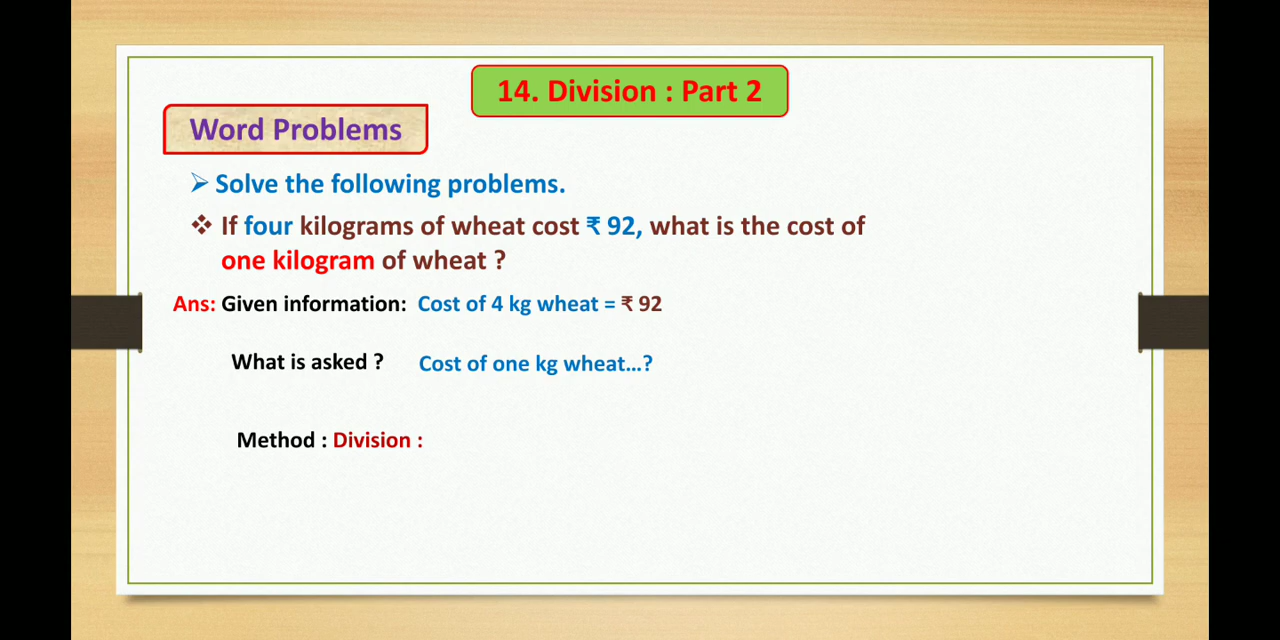 14. Division : Part 2
Word Problems
➢ Solve the following problems.
❖ If four kilograms of wheat cost ₹ 92, what is the cost of
one kilogram of wheat ?
Ans: Given information: Cost of 4 kg wheat = ₹ 92
What is asked ? Cost of one kg wheat...?
Method : Division :